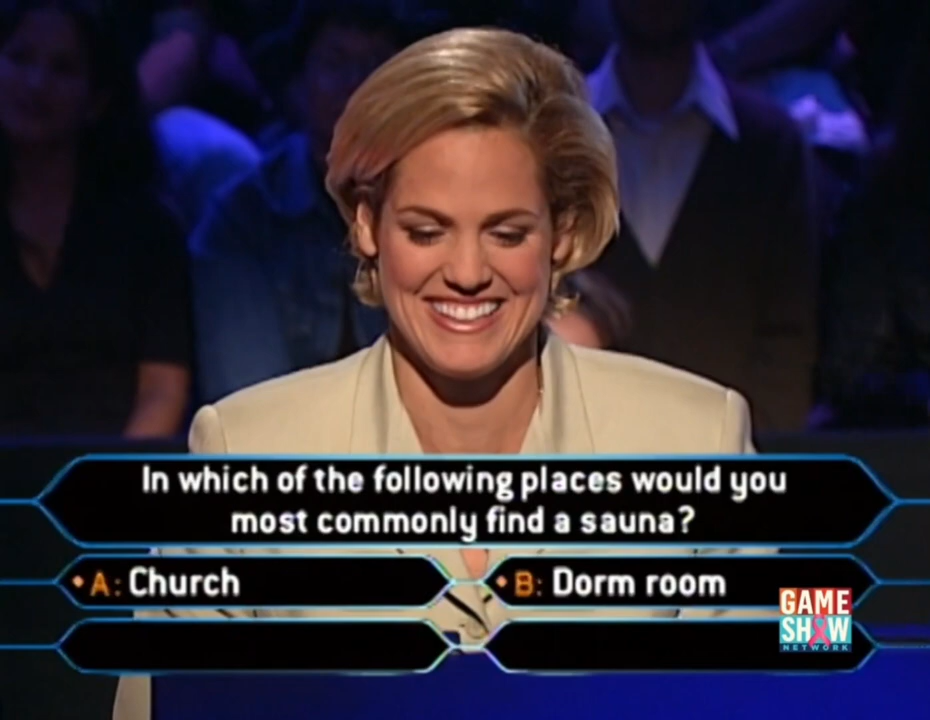 In which of the following places would you
most commonly find a sauna?
A: Church
B: Dorm room
GAME
SHOW
NETWORK